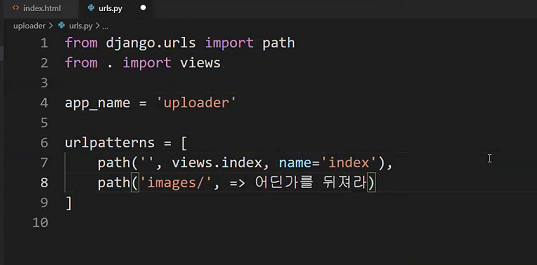 index.html
urls.py
uploader > urls.py > ...
1 from django.urls import path
2 from . import views
3
4 app_name = 'uploader'
5
6 urlpatterns = [
7     path('', views.index, name='index'),
8     path('images/', => 어딘가를 뒤져라)
9 ]
10